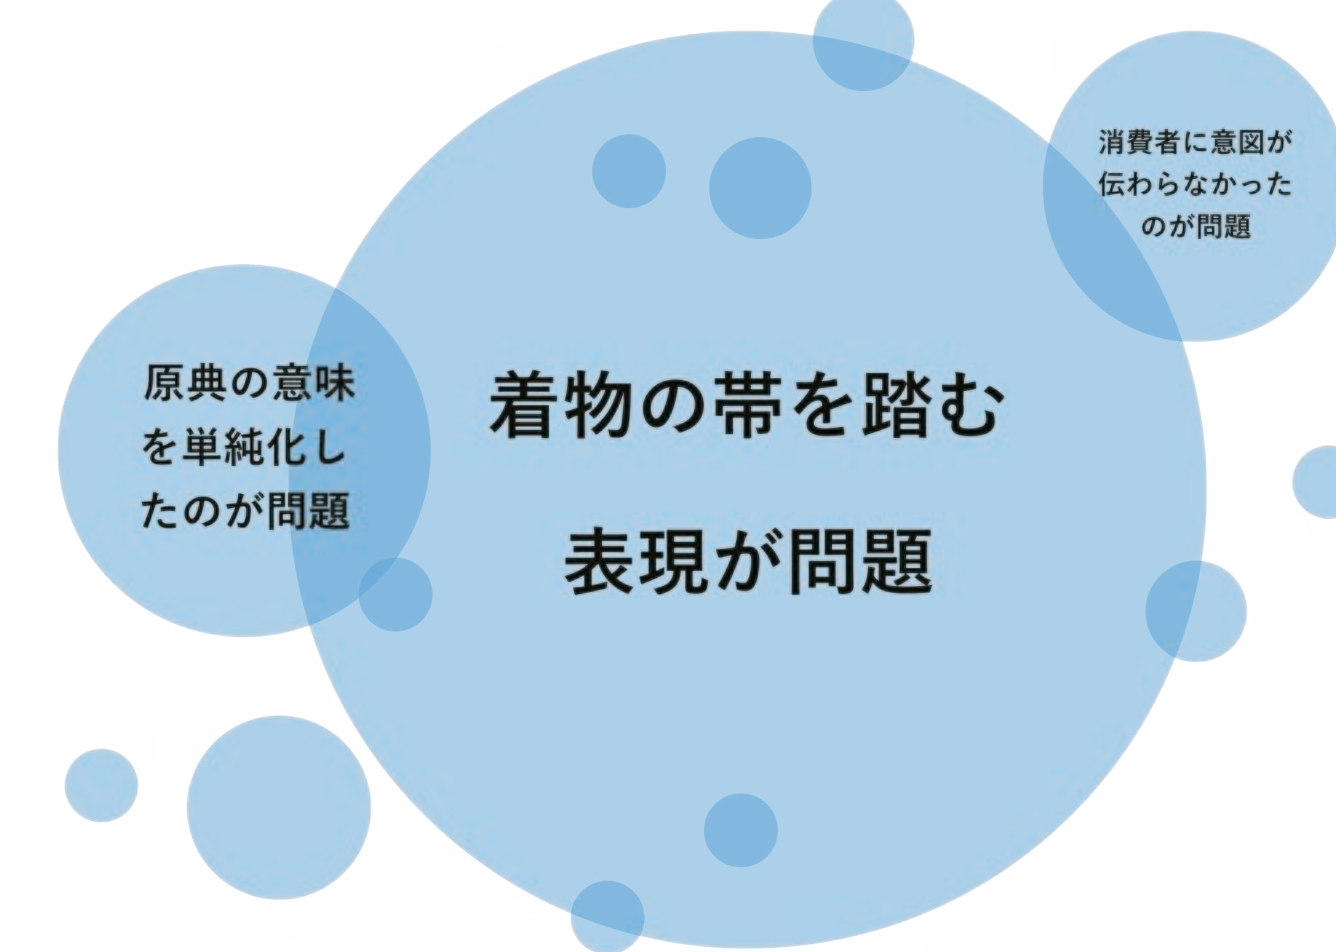 原典の意味
を単純化し
たのが問題
着物の帯を踏む
表現が問題
消費者に意図が
伝わらなかった
のが問題